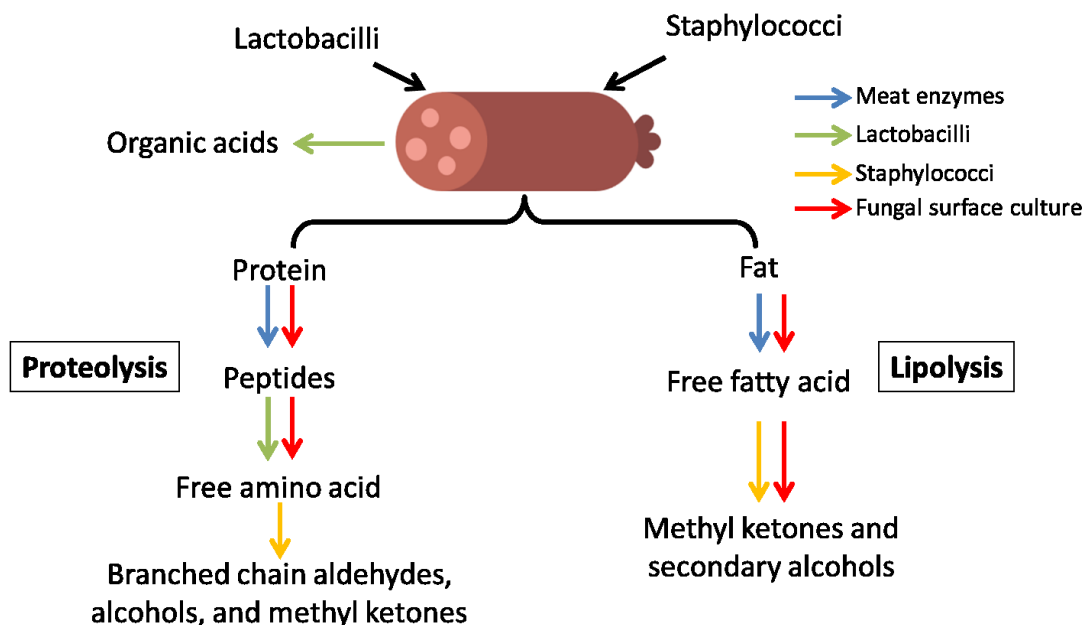 Lactobacilli
Staphylococci
Meat enzymes
Lactobacilli
Staphylococci
Fungal surface culture
Organic acids
Protein
Fat
Proteolysis
Peptides
Free fatty acid
Lipolysis
Free amino acid
Methyl ketones and
secondary alcohols
Branched chain aldehydes,
alcohols, and methyl ketones